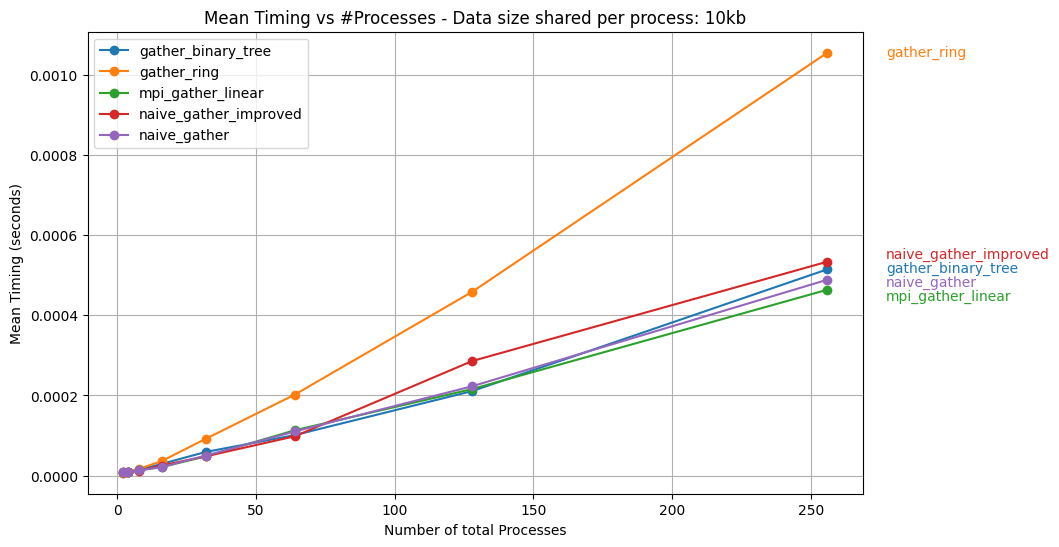 Mean Timing vs #Processes - Data size shared per process: 10kb
gather_binary_tree
gather_ring
mpi_gather_linear
naive_gather_improved
naive_gather
gather_ring
naive_gather_improved
gather_binary_tree
naive_gather
mpi_gather_linear
Mean Timing (seconds)
0.0010
0.0008
0.0006
0.0004
0.0002
0.0000
0 50 100 150 200 250
Number of total Processes